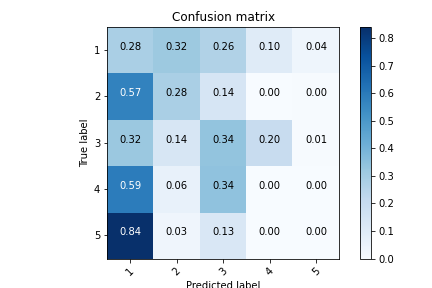 Confusion matrix
1 0.28 0.32 0.26 0.10 0.04
2 0.57 0.28 0.14 0.00 0.00
3 0.32 0.14 0.34 0.20 0.01
4 0.59 0.06 0.34 0.00 0.00
5 0.84 0.03 0.13 0.00 0.00
1 2 3 4 5
True label
Predicted label
0.8
0.7
0.6
0.5
0.4
0.3
0.2
0.1
0.0